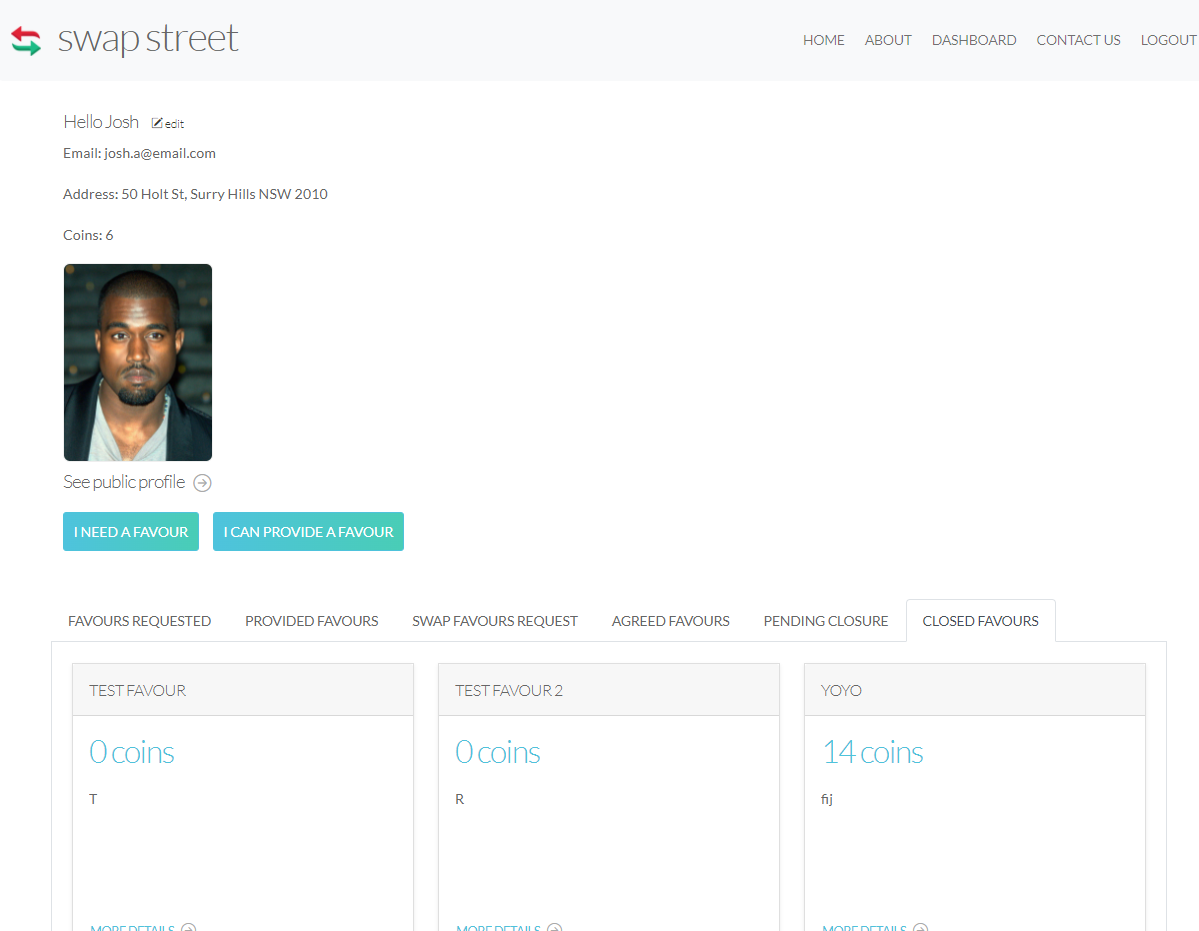 swap street
HOME ABOUT DASHBOARD CONTACT US LOGOUT
Hello Josh edit
Email: josh.a@email.com
Address: 50 Holt St, Surry Hills NSW 2010
Coins: 6
See public profile
I NEED A FAVOUR I CAN PROVIDE A FAVOUR
FAVOURS REQUESTED PROVIDED FAVOURS SWAP FAVOURS REQUEST AGREED FAVOURS PENDING CLOSURE CLOSED FAVOURS
TEST FAVOUR TEST FAVOUR 2 YOYO
0 coins 0 coins 14 coins
T R fij
MORE DETAILS MORE DETAILS MORE DETAILS